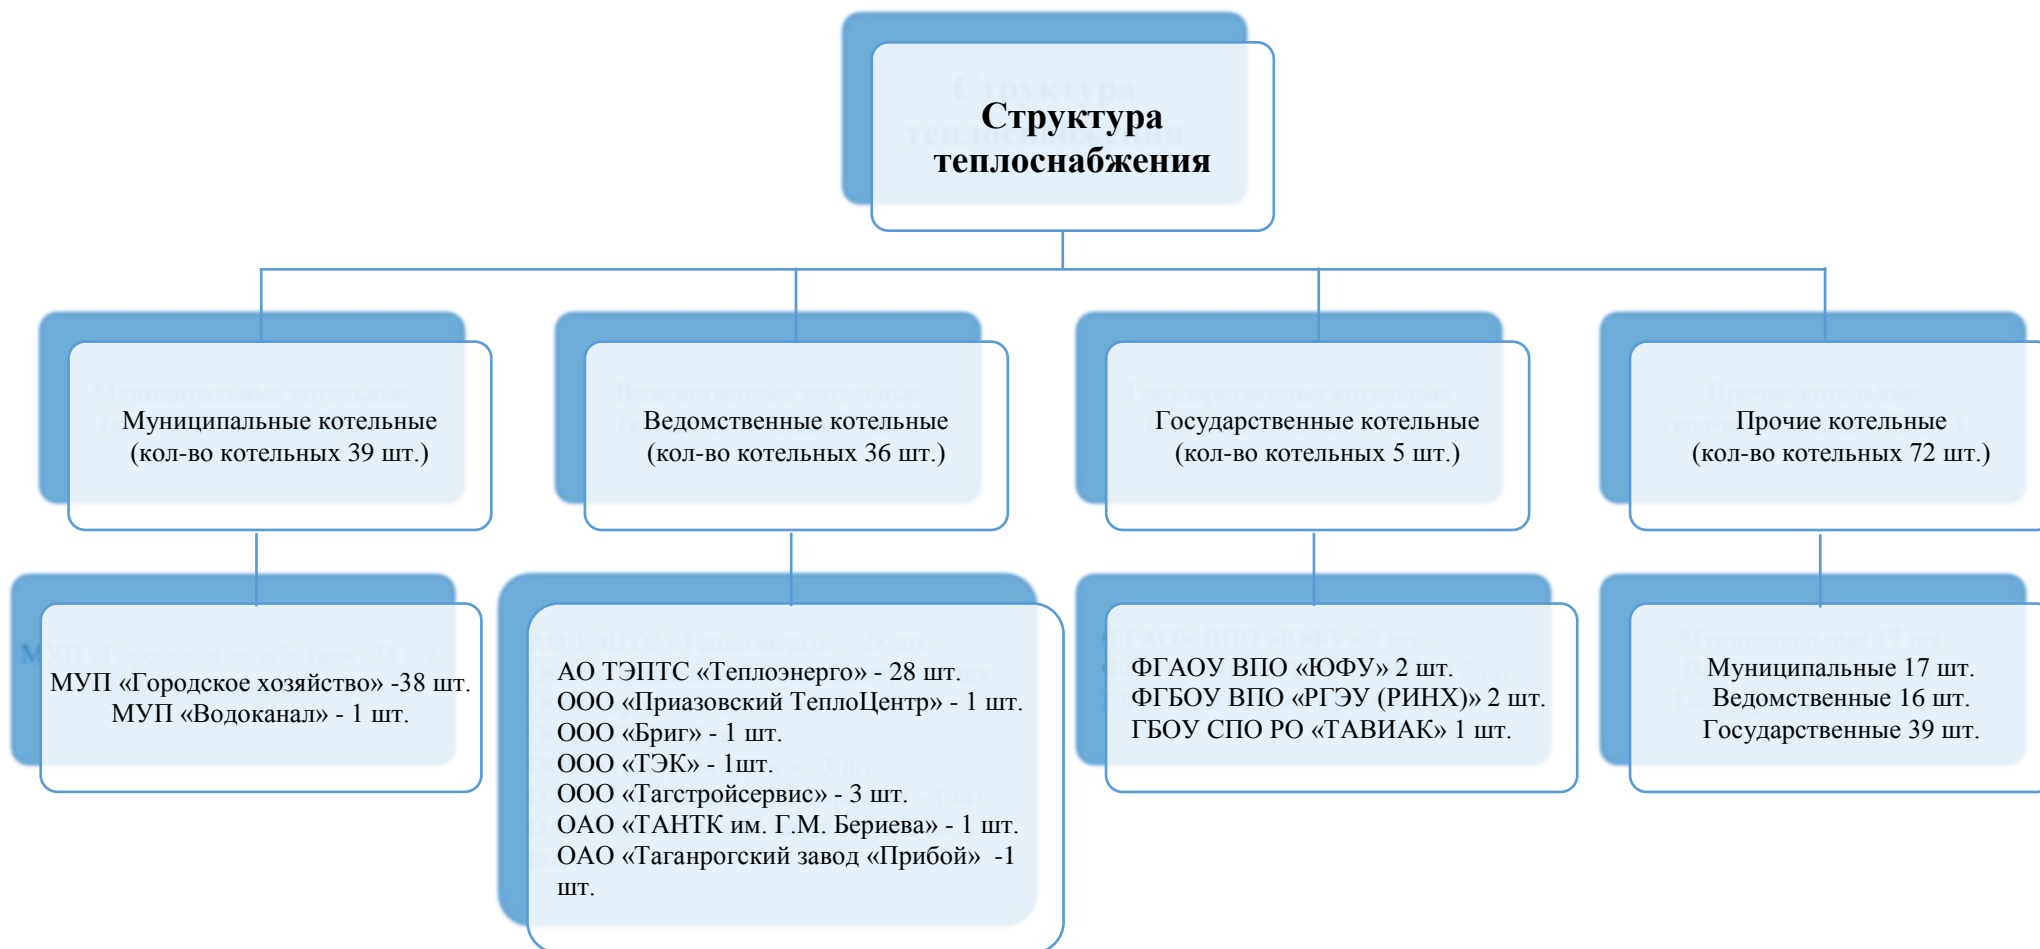 Структура
теплоснабжения
Муниципальные котельные
(кол-во котельных 39 шт.)
Ведомственные котельные
(кол-во котельных 36 шт.)
Государственные котельные
(кол-во котельных 5 шт.)
Прочие котельные
(кол-во котельных 72 шт.)
МУП «Городское хозяйство» -38 шт.
МУП «Водоканал» - 1 шт.
АО ТЭПТС «Теплоэнерго» - 28 шт.
ООО «Приазовский ТеплоЦентр» - 1 шт.
ООО «Бриг» - 1 шт.
ООО «ТЭК» - 1шт.
ООО «Тагстройсервис» - 3 шт.
ОАО «ТАНТК им. Г.М. Бериева» - 1 шт.
ОАО «Таганрогский завод «Прибой» -1
шт.
ФГАОУ ВПО «ЮФУ» 2 шт.
ФГБОУ ВПО «РГЭУ (РИНХ)» 2 шт.
ГБОУ СПО РО «ТАВИАК» 1 шт.
Муниципальные 17 шт.
Ведомственные 16 шт.
Государственные 39 шт.